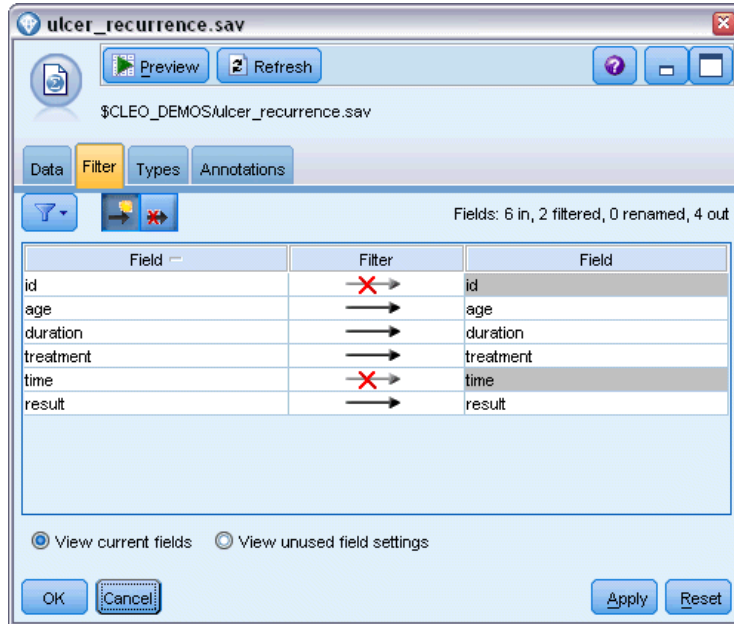 ulcer_recurrence.sav
Preview Refresh
$CLEO_DEMOS/ulcer_recurrence.sav
Data Filter Types Annotations
Fields: 6 in, 2 filtered, 0 renamed, 4 out
Field Filter Field
id id
age age
duration duration
treatment treatment
time time
result result
View current fields View unused field settings
OK Cancel Apply Reset